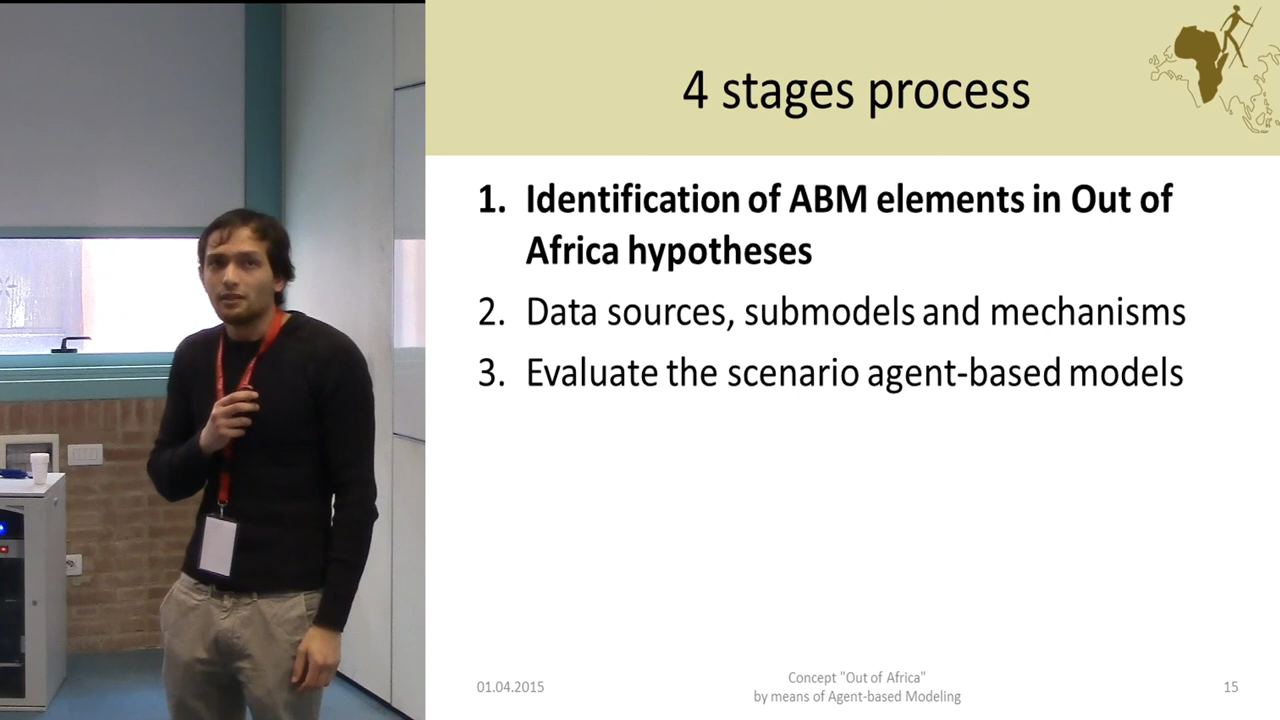 4 stages process
1. Identification of ABM elements in Out of
Africa hypotheses
2. Data sources, submodels and mechanisms
3. Evaluate the scenario agent-based models
01.04.2015
Concept "Out of Africa"
by means of Agent-based Modeling
15